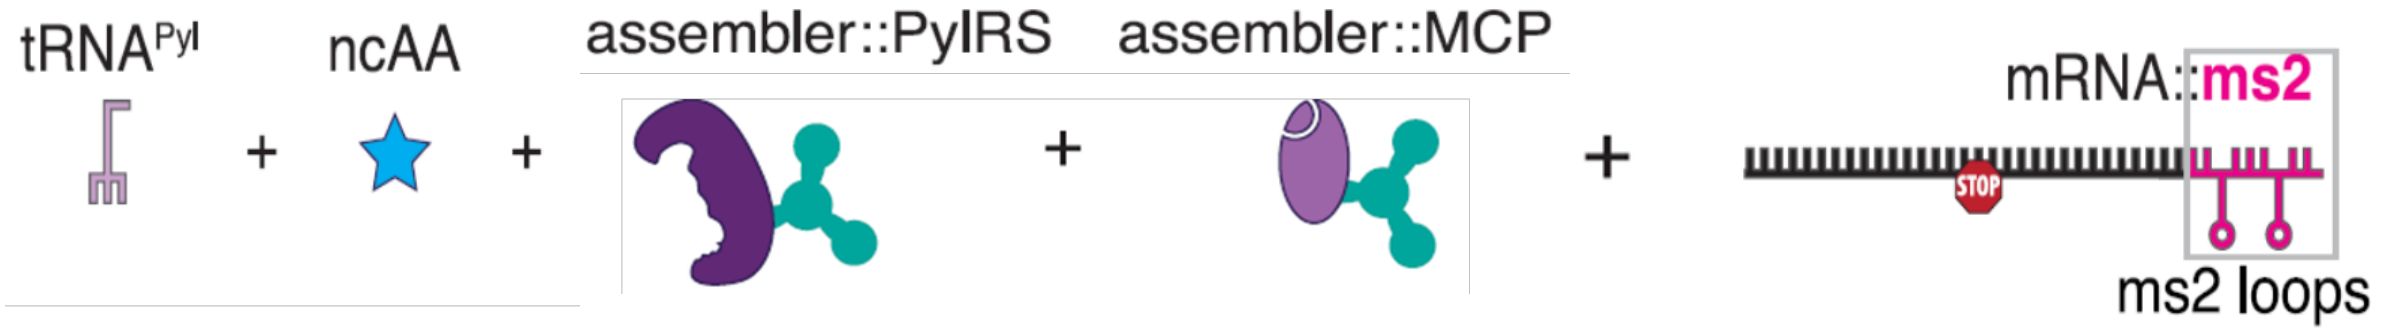 tRNAPyl
ncAA
assembler::PylRS
assembler::MCP
mRNA::ms2
+
+
+
+
STOP
ms2 loops